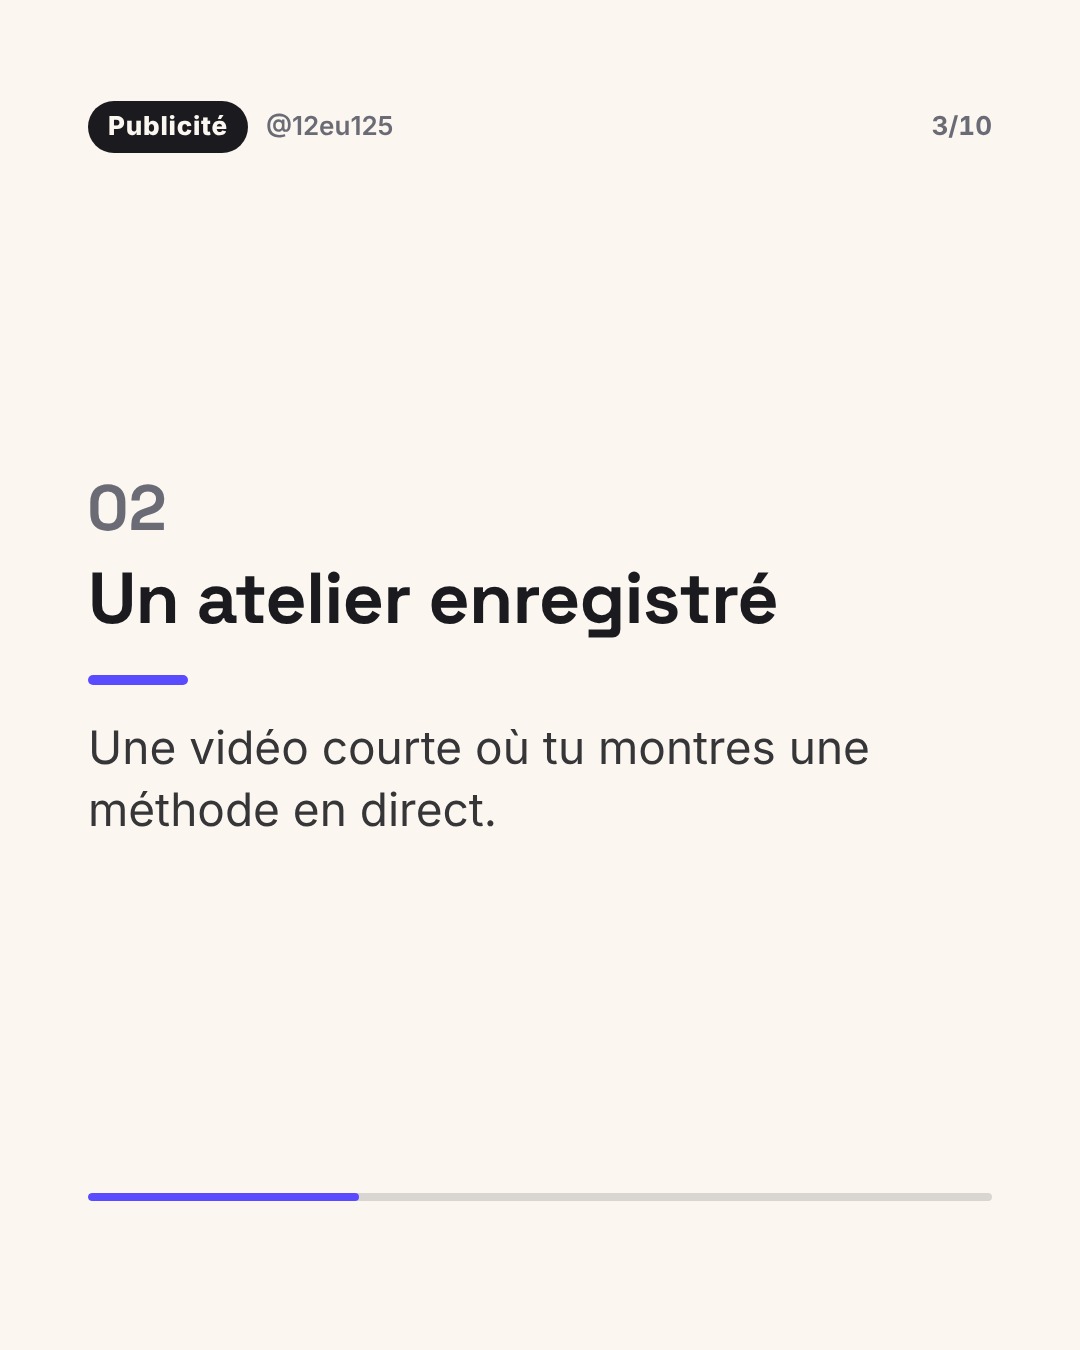 Publicité @12eu125 3/10
02
Un atelier enregistré
Une vidéo courte où tu montres une
méthode en direct.